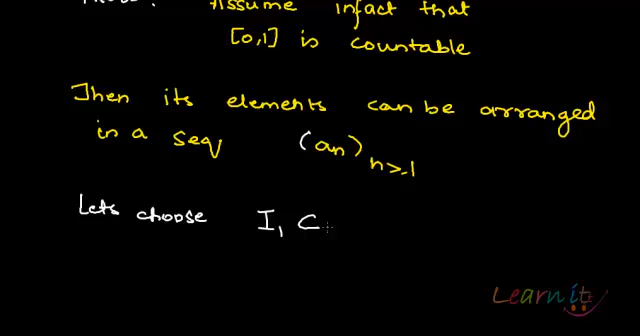 Assume infact that
[0,1] is countable
Then its elements can be arranged
in a seq (an)n≥1
Lets choose I1 C
Learnit